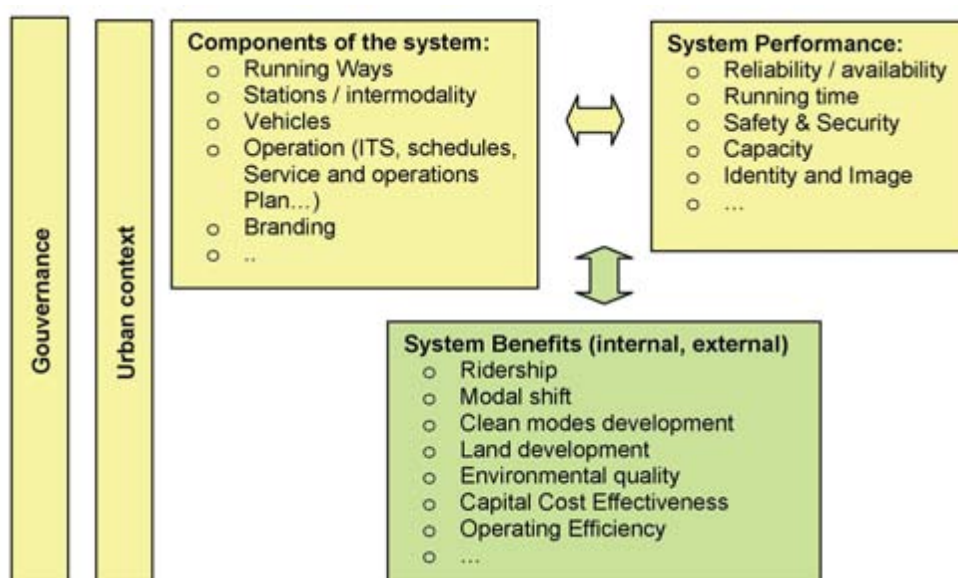 Gouvernance
Urban context
Components of the system:
o Running Ways
o Stations / intermodality
o Vehicles
o Operation (ITS, schedules,
Service and operations
Plan…)
o Branding
o ..
System Performance:
o Reliability / availability
o Running time
o Safety & Security
o Capacity
o Identity and Image
o …
System Benefits (internal, external)
o Ridership
o Modal shift
o Clean modes development
o Land development
o Environmental quality
o Capital Cost Effectiveness
o Operating Efficiency
o …